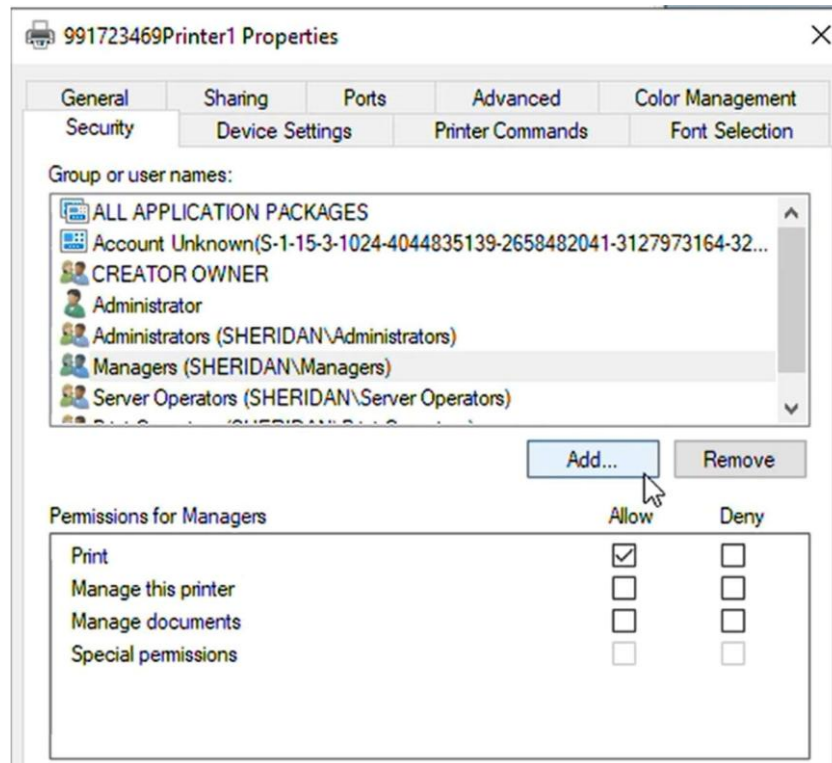 991723469Printer1 Properties
General Sharing Ports Advanced Color Management
Security Device Settings Printer Commands Font Selection
Group or user names:
ALL APPLICATION PACKAGES
Account Unknown(S-1-15-3-1024-4044835139-2658482041-3127973164-32...
CREATOR OWNER
Administrator
Administrators (SHERIDAN\Administrators)
Managers (SHERIDAN\Managers)
Server Operators (SHERIDAN\Server Operators)
Add... Remove
Permissions for Managers Allow Deny
Print
Manage this printer
Manage documents
Special permissions